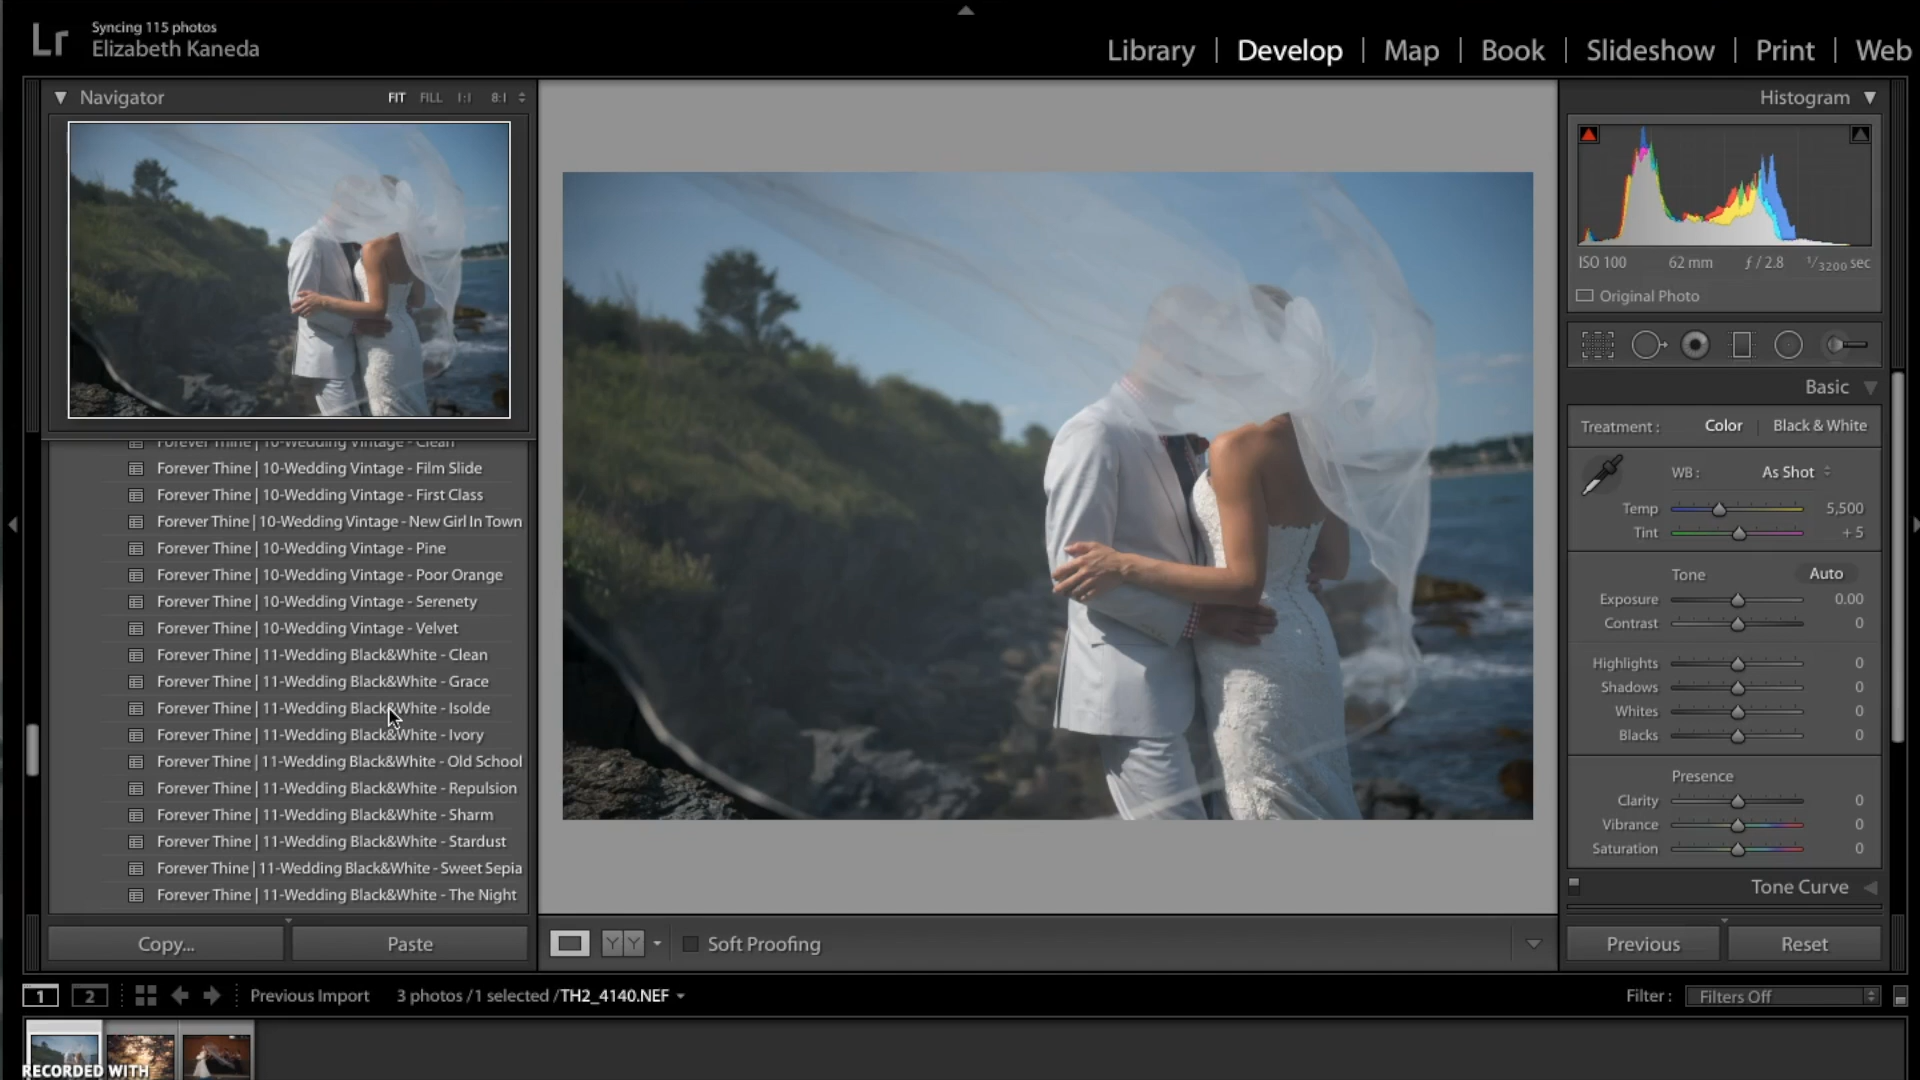 Lr
Syncing 115 photos
Elizabeth Kaneda
Library | Develop | Map | Book | Slideshow | Print | Web
Navigator FIT FILL 1:1 8:1
Forever Thine | 10-Wedding Vintage - Clean
Forever Thine | 10-Wedding Vintage - Film Slide
Forever Thine | 10-Wedding Vintage - First Class
Forever Thine | 10-Wedding Vintage - New Girl In Town
Forever Thine | 10-Wedding Vintage - Pine
Forever Thine | 10-Wedding Vintage - Poor Orange
Forever Thine | 10-Wedding Vintage - Serenety
Forever Thine | 10-Wedding Vintage - Velvet
Forever Thine | 11-Wedding Black&White - Clean
Forever Thine | 11-Wedding Black&White - Grace
Forever Thine | 11-Wedding Black&White - Isolde
Forever Thine | 11-Wedding Black&White - Ivory
Forever Thine | 11-Wedding Black&White - Old School
Forever Thine | 11-Wedding Black&White - Repulsion
Forever Thine | 11-Wedding Black&White - Sharm
Forever Thine | 11-Wedding Black&White - Stardust
Forever Thine | 11-Wedding Black&White - Sweet Sepia
Forever Thine | 11-Wedding Black&White - The Night
Copy... Paste
YY Soft Proofing
Histogram
ISO 100 62 mm ƒ / 2.8 1/3200 sec
Original Photo
Basic
Treatment : Color | Black & White
WB : As Shot
Temp 5,500
Tint + 5
Tone Auto
Exposure 0.00
Contrast 0
Highlights 0
Shadows 0
Whites 0
Blacks 0
Presence
Clarity 0
Vibrance 0
Saturation 0
Tone Curve
Previous Reset
1 2 Previous Import 3 photos / 1 selected / TH2_4140.NEF Filter : Filters Off
RECORDED WITH